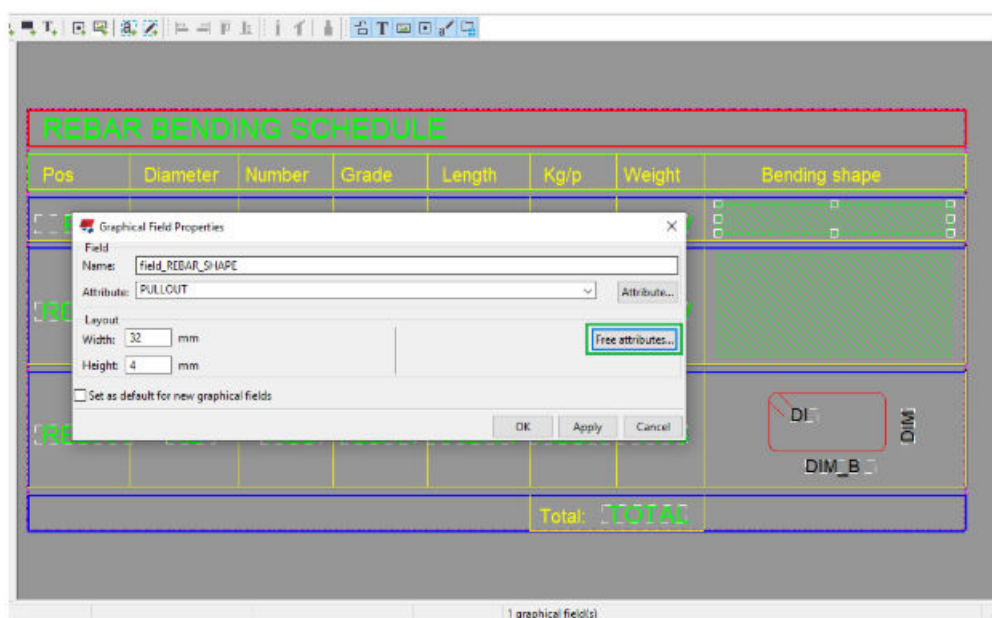 REBAR BENDING SCHEDULE
Pos Diameter Number Grade Length Kg/p Weight Bending shape
Graphical Field Properties
Field
Name: field_REBAR_SHAPE
Attribute: PULLOUT Attribute...
Layout
Width: 32 mm
Free attributes...
Height: 4 mm
Set as default for new graphical fields
OK Apply Cancel
DI
DIM
DIM_B
Total: TOTAL
1 graphical field(s)